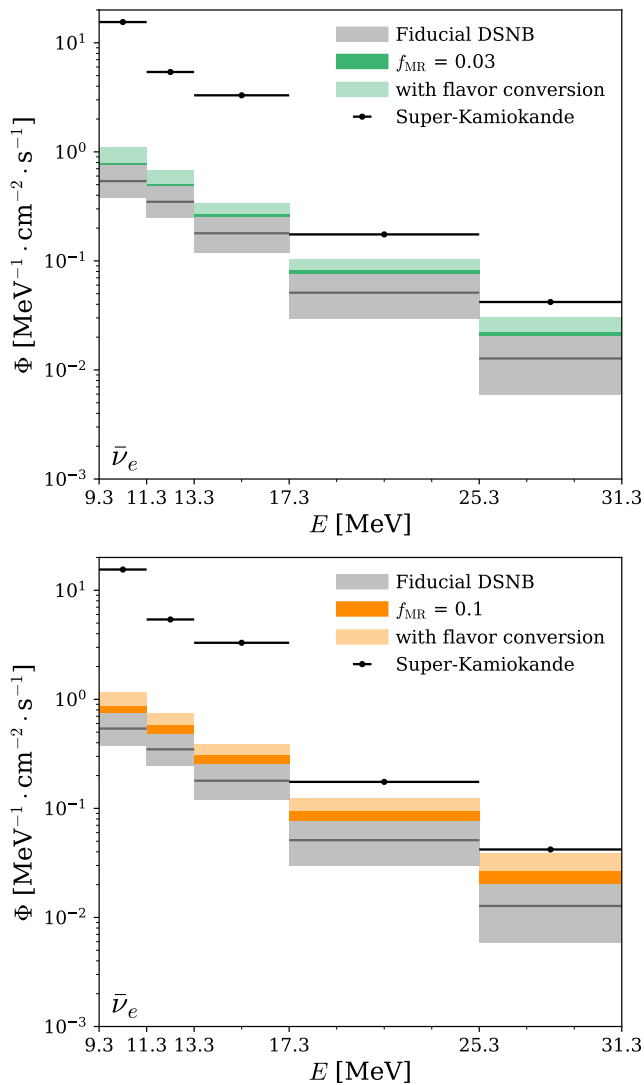 Fiducial DSNB
f_MR = 0.03
with flavor conversion
Super-Kamiokande
10¹
10⁰
10⁻¹
10⁻²
10⁻³
Φ [MeV⁻¹ · cm⁻² · s⁻¹]
ν̄ₑ
9.3 11.3 13.3 17.3 25.3 31.3
E [MeV]
Fiducial DSNB
f_MR = 0.1
with flavor conversion
Super-Kamiokande
10¹
10⁰
10⁻¹
10⁻²
10⁻³
Φ [MeV⁻¹ · cm⁻² · s⁻¹]
ν̄ₑ
9.3 11.3 13.3 17.3 25.3 31.3
E [MeV]